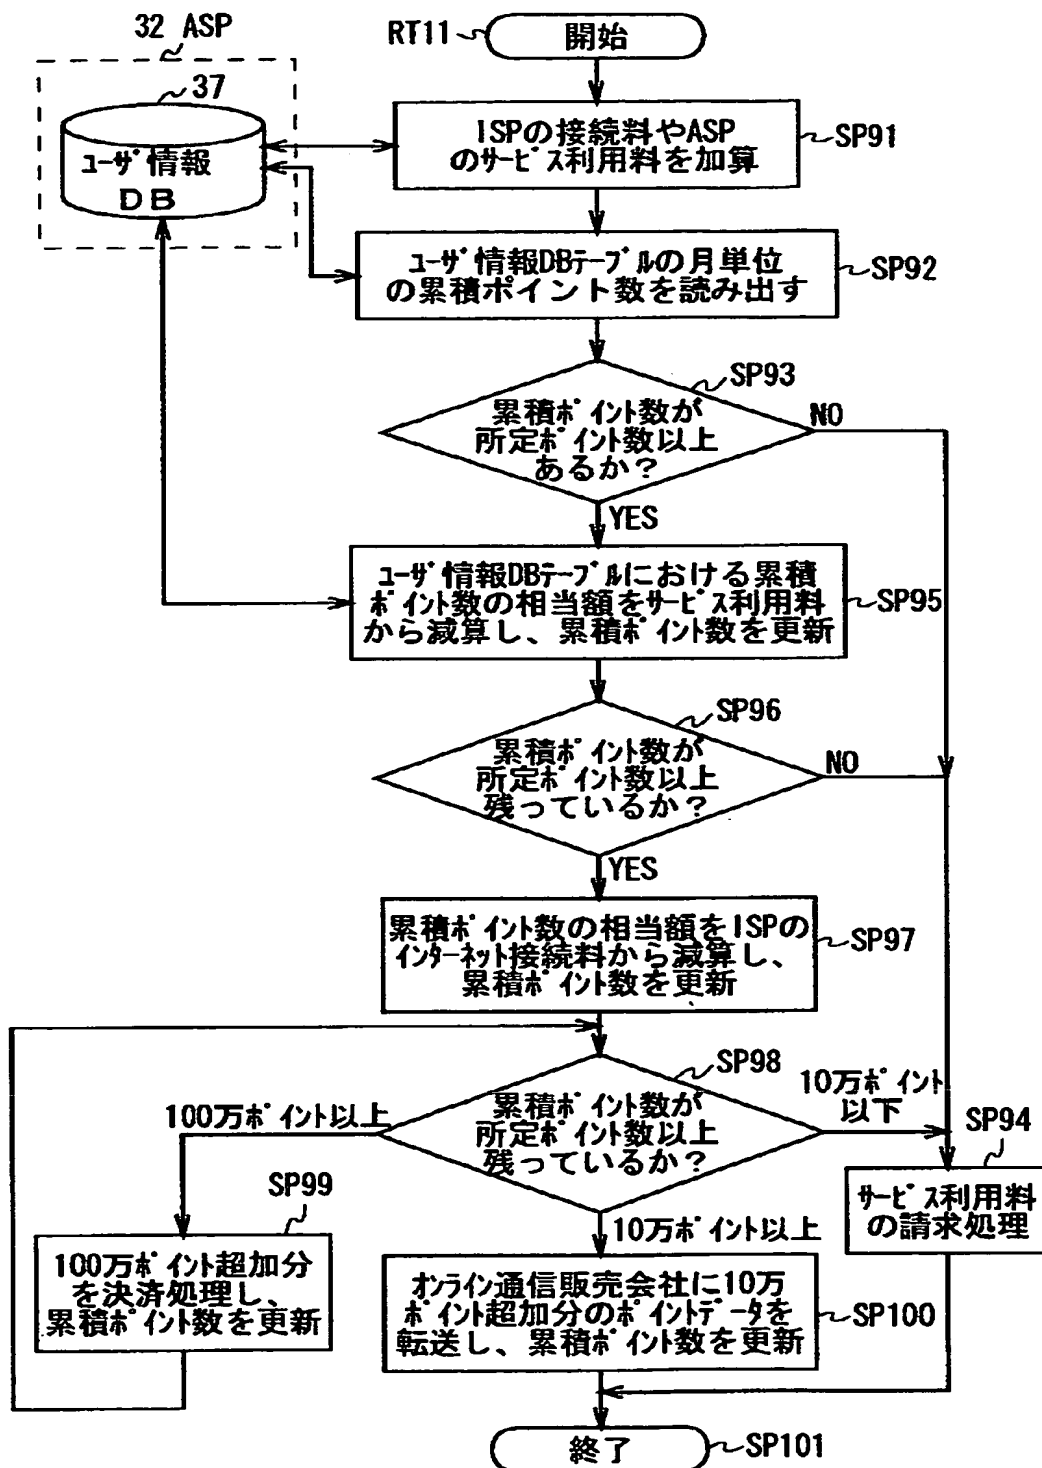 32 ASP
37
ユーザ情報
DB
RT11
開始
ISPの接続料やASP
のサービス利用料を加算
SP91
ユーザ情報DBテーブルの月単位
の累積ポイント数を読み出す
SP92
SP93
累積ポイント数が
所定ポイント数以上
あるか？
NO
YES
ユーザ情報DBテーブルにおける累積
ポイント数の相当額をサービス利用料
から減算し、累積ポイント数を更新
SP95
SP96
累積ポイント数が
所定ポイント数以上
残っているか？
NO
YES
累積ポイント数の相当額をISPの
インターネット接続料から減算し、
累積ポイント数を更新
SP97
SP98
累積ポイント数が
所定ポイント数以上
残っているか？
100万ポイント以上
10万ポイント
以下
10万ポイント以上
SP94
サービス利用料
の請求処理
SP99
100万ポイント超加分
を決済処理し、
累積ポイント数を更新
オンライン通信販売会社に10万
ポイント超加分のポイントデータを
転送し、累積ポイント数を更新
SP100
終了
SP101